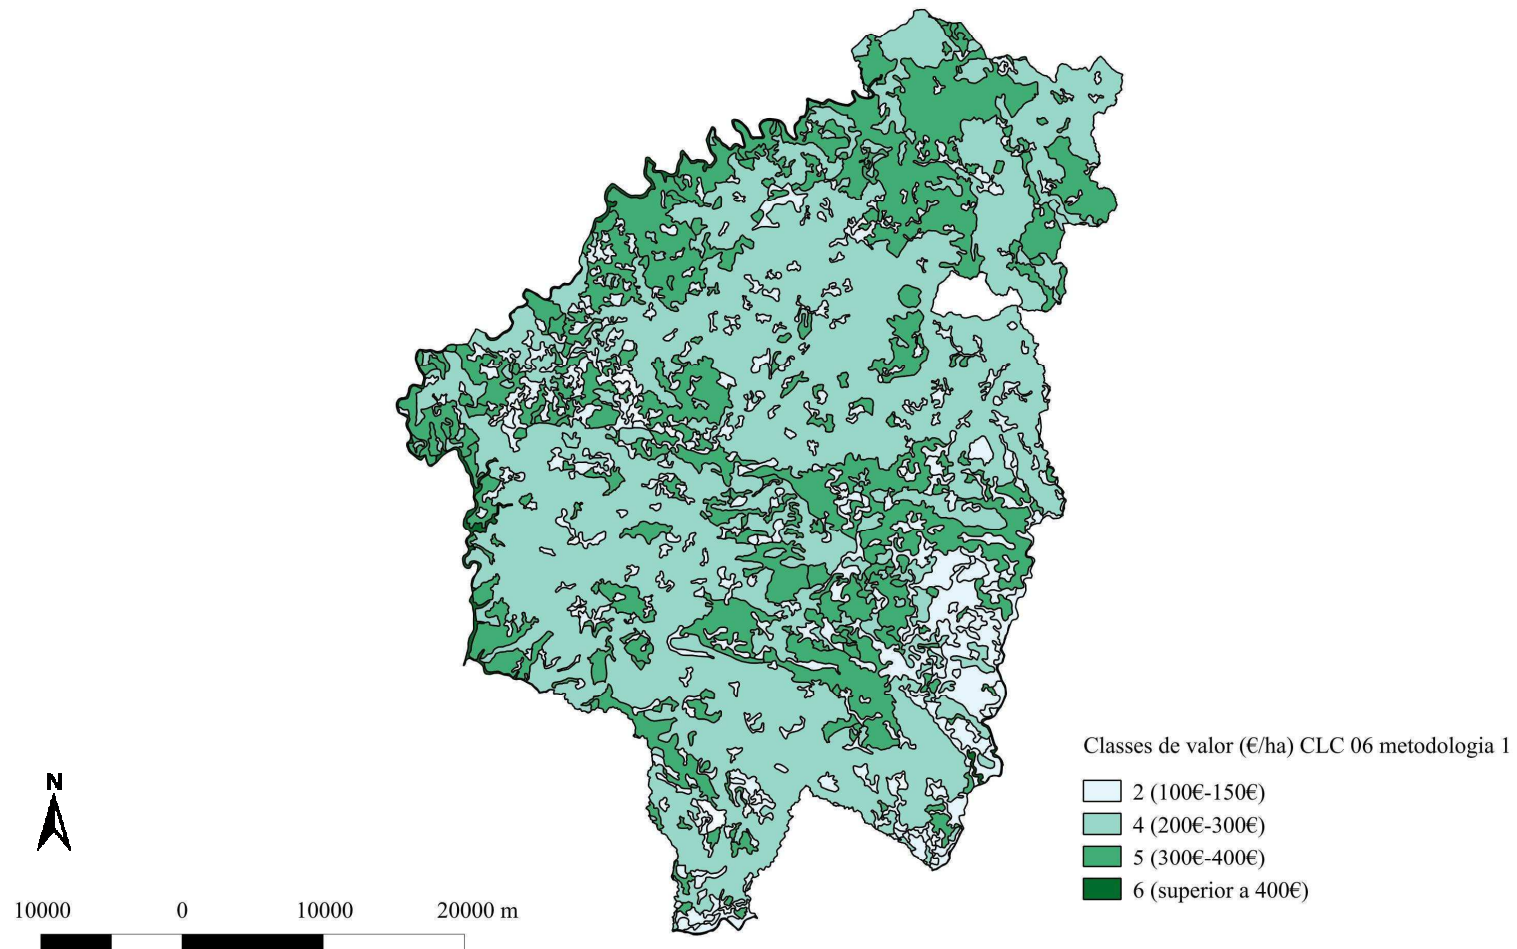 Classes de valor (€/ha) CLC 06 metodologia 1
2 (100€-150€)
4 (200€-300€)
5 (300€-400€)
6 (superior a 400€)
N
10000 0 10000 20000 m